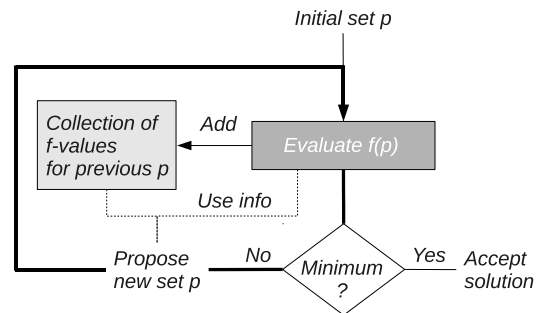 Initial set p
Collection of
f-values
for previous p
Add
Evaluate f(p)
Use info
Propose
new set p
No
Minimum
?
Yes
Accept
solution